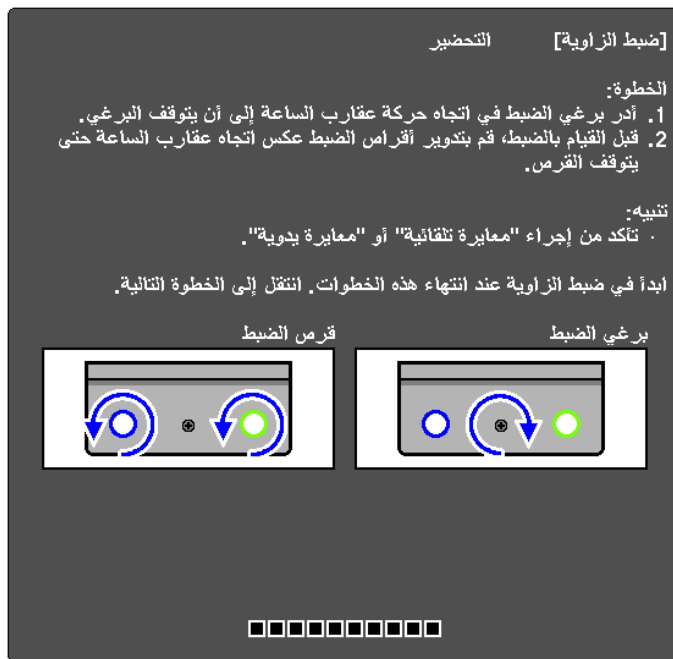 [ضبط الزاوية] التحضير
الخطوة:
1. أدر برغي الضبط في اتجاه حركة عقارب الساعة إلى أن يتوقف البرغي.
2. قبل القيام بالضبط، قم بتدوير أقراص الضبط عكس اتجاه عقارب الساعة حتى
يتوقف القرص.
تنبيه:
· تأكد من إجراء "معايرة تلقائية" أو "معايرة يدوية".
ابدأ في ضبط الزاوية عند انتهاء هذه الخطوات. انتقل إلى الخطوة التالية.
برغي الضبط
قرص الضبط